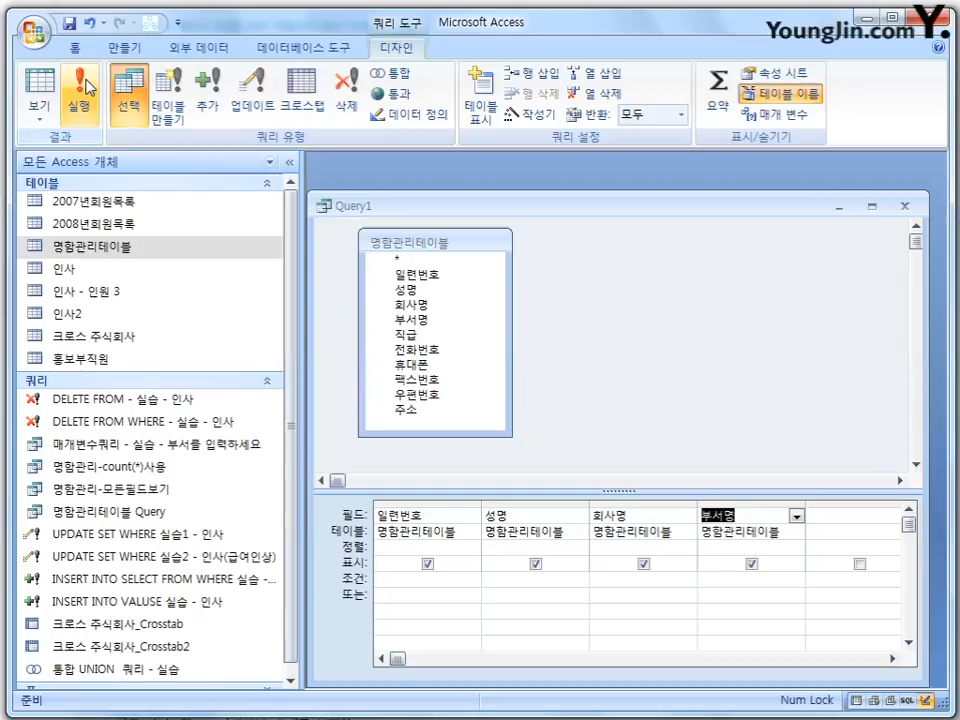 쿼리 도구
Microsoft Access
YoungJin.com Y.
홈
만들기
외부 데이터
데이터베이스 도구
디자인
보기
실행
결과
선택
테이블
만들기
추가
업데이트
크로스탭
삭제
통합
통과
데이터 정의
쿼리 유형
테이블
표시
행 삽입
행 삭제
작성기
열 삽입
열 삭제
반환:
모두
쿼리 설정
요약
속성 시트
테이블 이름
매개 변수
표시/숨기기
모든 Access 개체
테이블
2007년회원목록
2008년회원목록
명함관리테이블
인사
인사 - 인원 3
인사2
크로스 주식회사
홍보부직원
쿼리
DELETE FROM - 실습 - 인사
DELETE FROM WHERE - 실습 - 인사
매개변수쿼리 - 실습 - 부서를 입력하세요
명함관리-count(*)사용
명함관리-모든필드보기
명함관리테이블 Query
UPDATE SET WHERE 실습1 - 인사
UPDATE SET WHERE 실습2 - 인사(급여인상)
INSERT INTO SELECT FROM WHERE 실습 -...
INSERT INTO VALUSE 실습 - 인사
크로스 주식회사_Crosstab
크로스 주식회사_Crosstab2
통합 UNION 쿼리 - 실습
Query1
명함관리테이블
*
일련번호
성명
회사명
부서명
직급
전화번호
휴대폰
팩스번호
우편번호
주소
필드: 일련번호 성명 회사명 부서명
테이블: 명함관리테이블 명함관리테이블 명함관리테이블 명함관리테이블
정렬:
표시:
조건:
또는:
준비
Num Lock
SQL